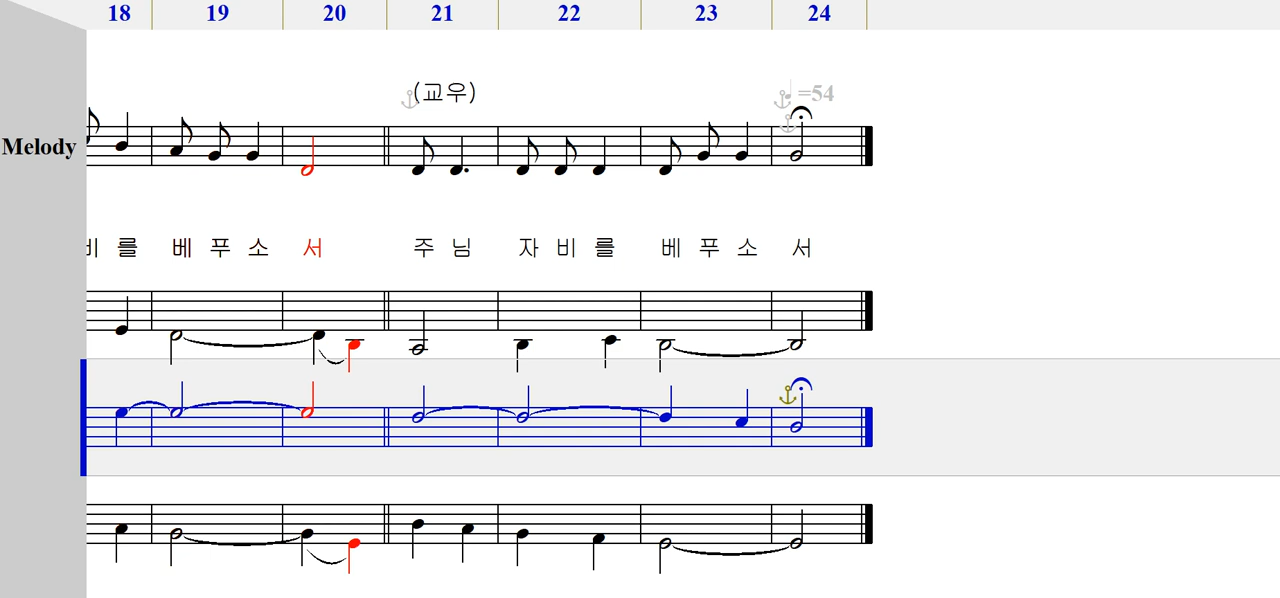 18 19 20 21 22 23 24
(교우)
♩=54
Melody
비 를 베 푸 소 서 주 님 자 비 를 베 푸 소 서